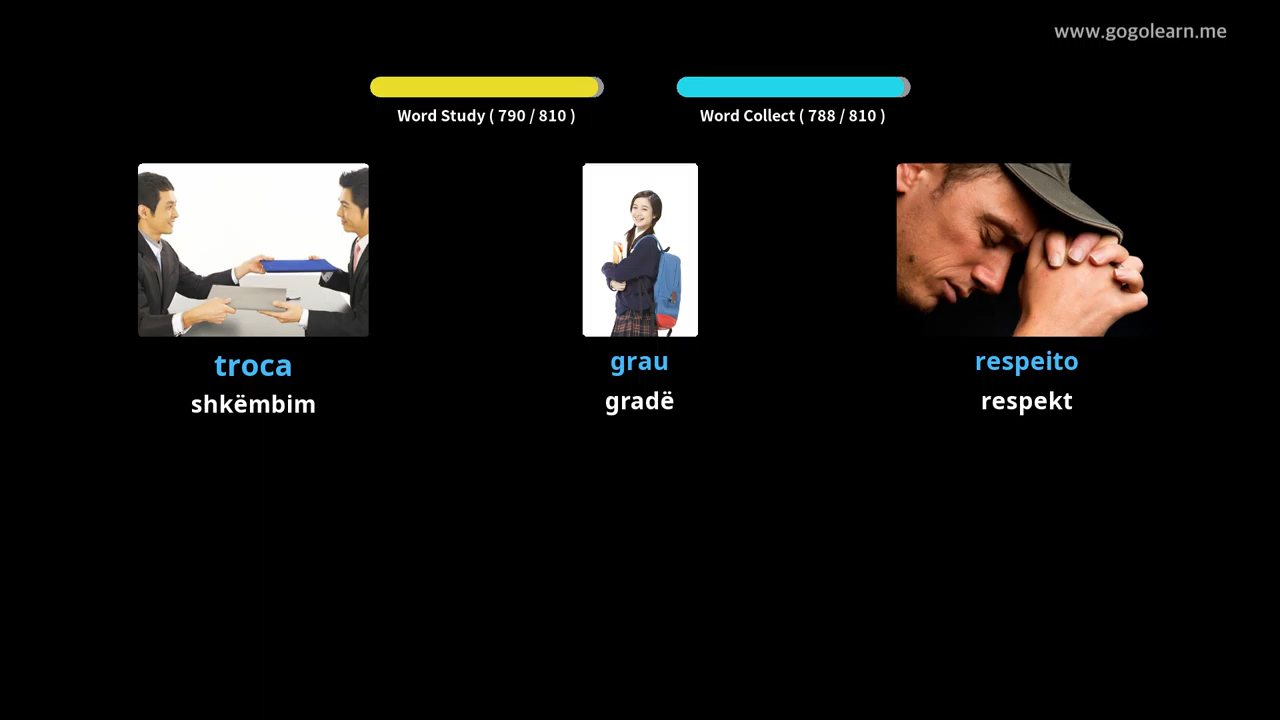 www.gogolearn.me
Word Study ( 790 / 810 )
Word Collect ( 788 / 810 )
troca
shkëmbim
grau
gradë
respeito
respekt